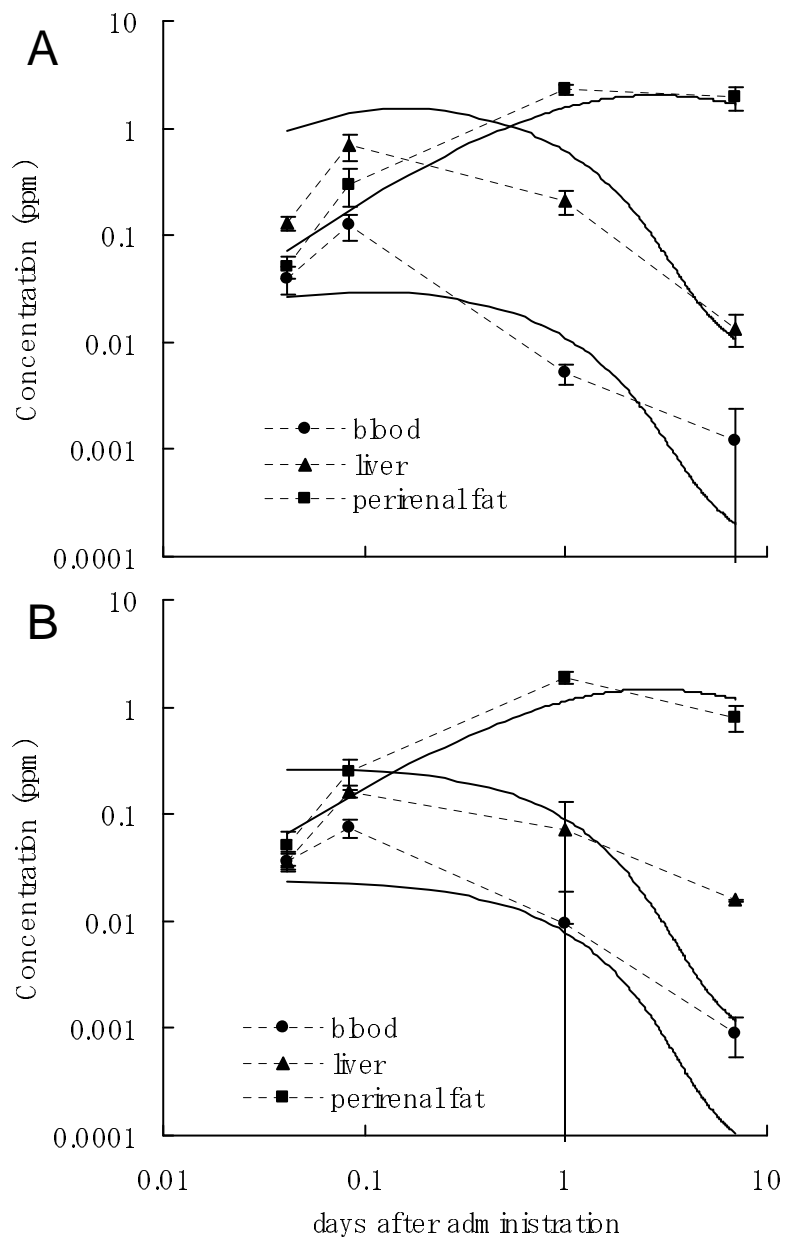 A
10
1
0.1
0.01
0.001
0.0001
Concentration (ppm)
blood
liver
perirenal fat
B
10
1
0.1
0.01
0.001
0.0001
Concentration (ppm)
blood
liver
perirenal fat
0.01 0.1 1 10
days after administration